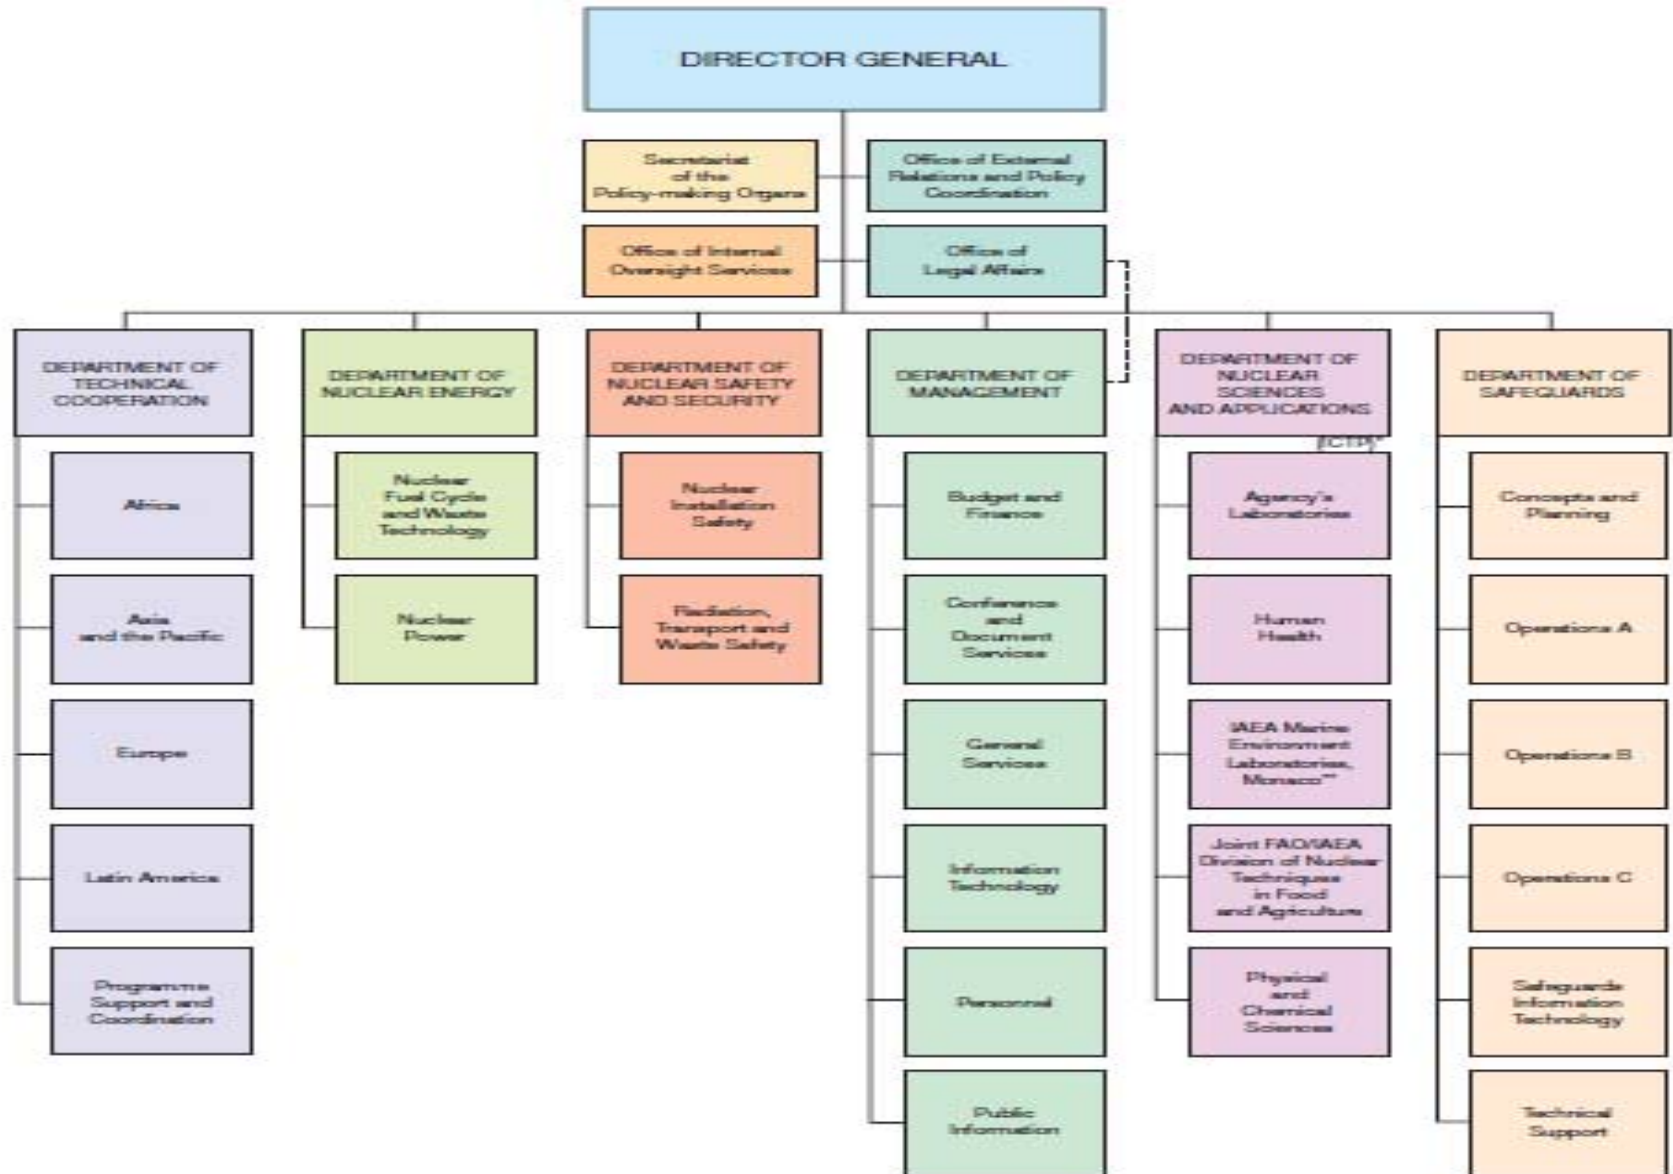 DIRECTOR GENERAL
Secretariat
of the
Policy-making Organs
Office of External
Relations and Policy
Coordination
Office of Internal
Oversight Services
Office of
Legal Affairs
DEPARTMENT OF
TECHNICAL
COOPERATION
DEPARTMENT OF
NUCLEAR ENERGY
DEPARTMENT OF
NUCLEAR SAFETY
AND SECURITY
DEPARTMENT OF
MANAGEMENT
DEPARTMENT OF
NUCLEAR
SCIENCES
AND APPLICATIONS
(ICTP)*
DEPARTMENT OF
SAFEGUARDS
Africa
Asia
and the Pacific
Europe
Latin America
Programme
Support and
Coordination
Nuclear
Fuel Cycle
and Waste
Technology
Nuclear
Power
Nuclear
Installation
Safety
Radiation,
Transport and
Waste Safety
Budget and
Finance
Conference
and
Document
Services
General
Services
Information
Technology
Personnel
Public
Information
Agency's
Laboratories
Human
Health
IAEA Marine
Environment
Laboratories,
Monaco**
Joint FAO/IAEA
Division of Nuclear
Techniques
in Food
and Agriculture
Physical
and
Chemical
Sciences
Concepts and
Planning
Operations A
Operations B
Operations C
Safeguards
Information
Technology
Technical
Support